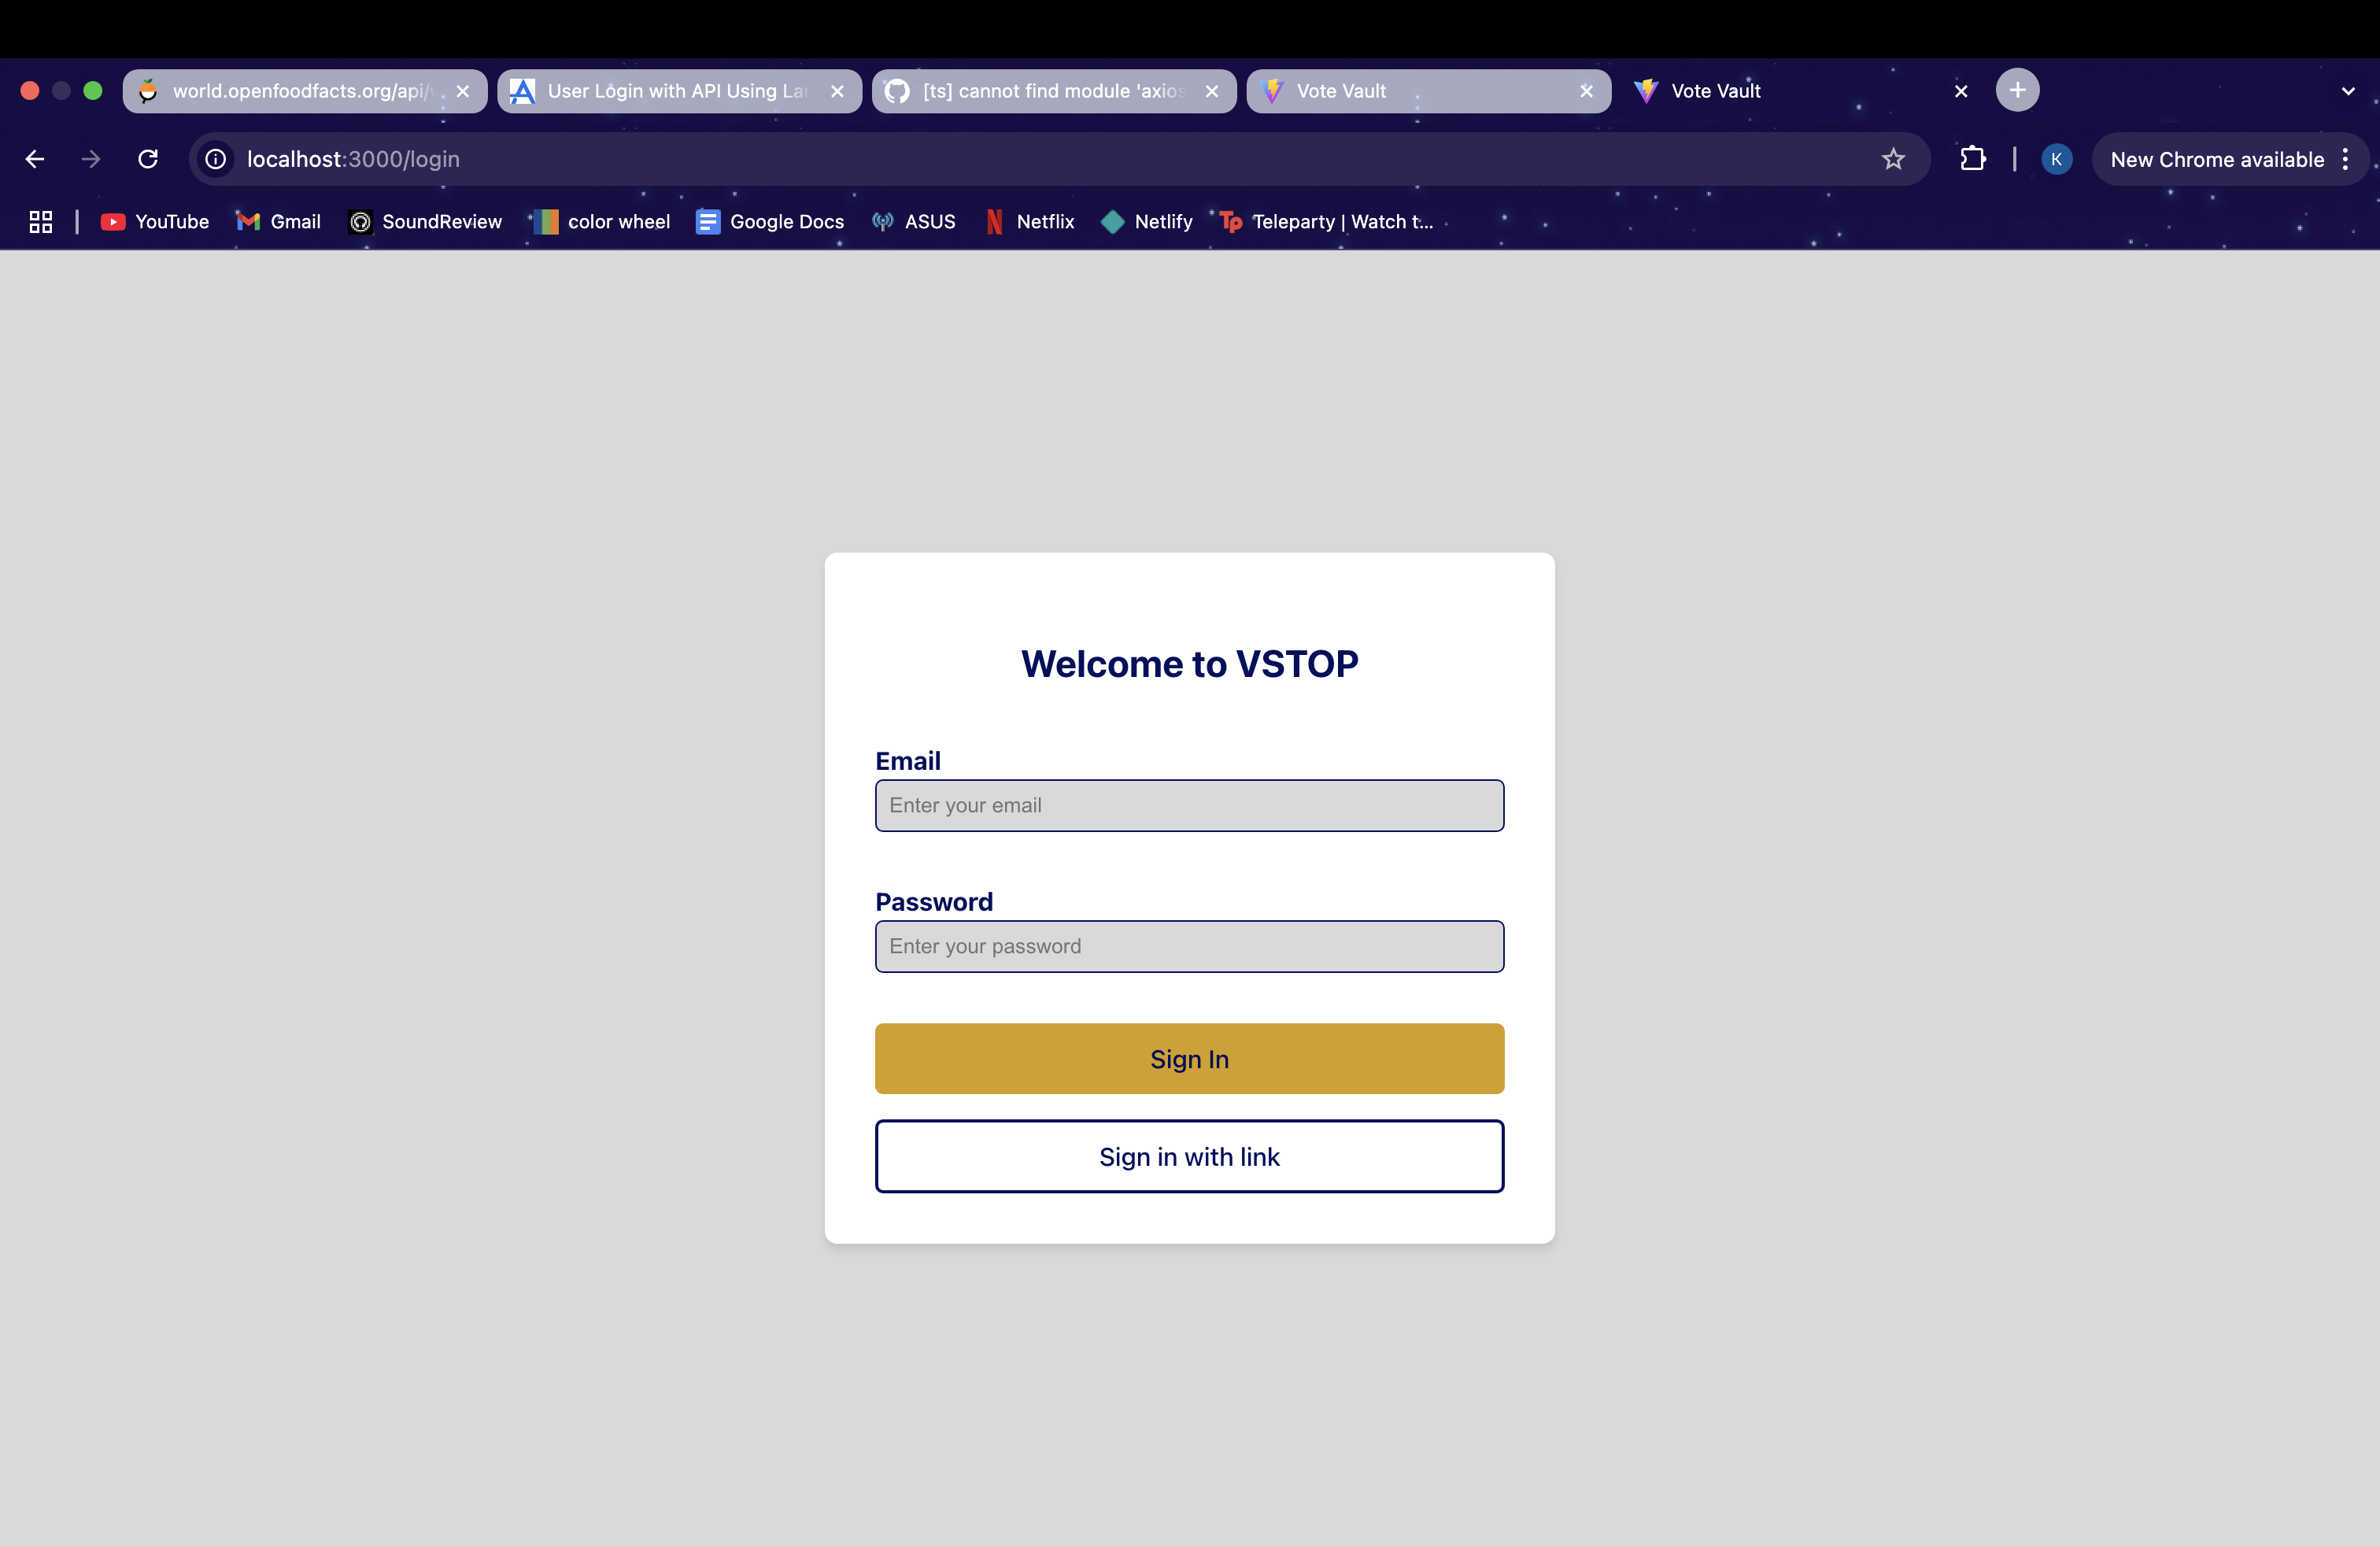 world.openfoodfacts.org/api/
User Login with API Using Lar
[ts] cannot find module 'axios
Vote Vault
Vote Vault
localhost:3000/login
K
New Chrome available
YouTube
Gmail
SoundReview
color wheel
Google Docs
ASUS
Netflix
Netlify
Tp
Teleparty | Watch t...
Welcome to VSTOP
Email
Enter your email
Password
Enter your password
Sign In
Sign in with link